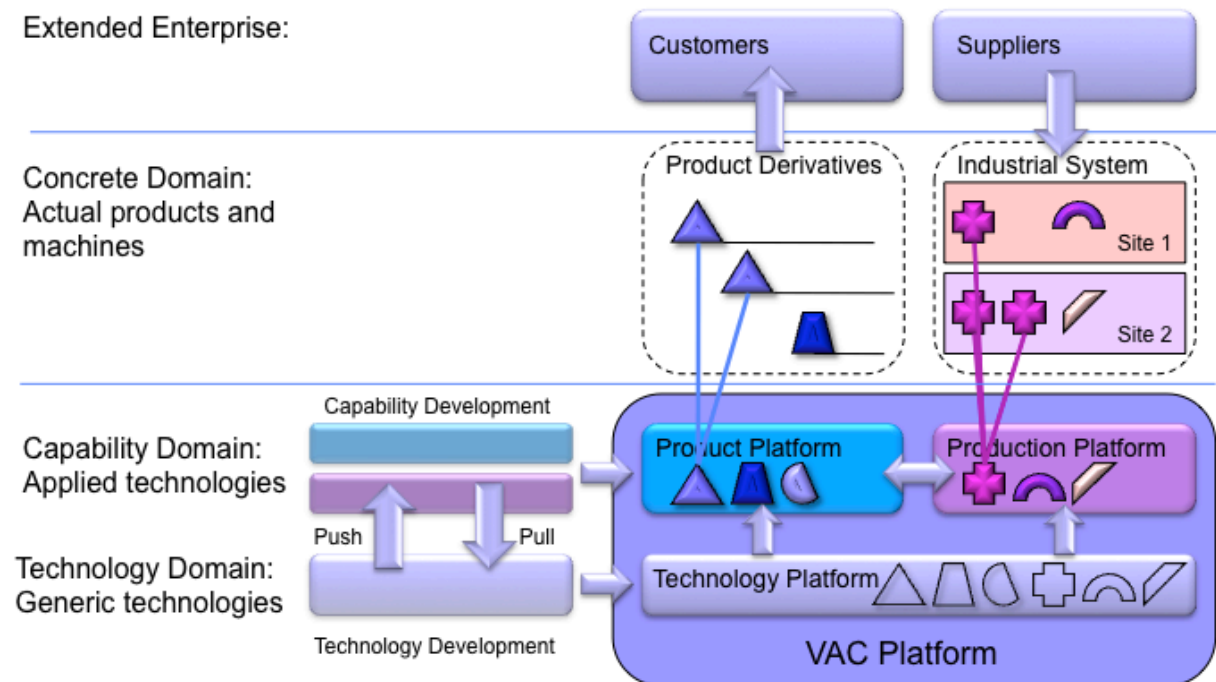 Extended Enterprise:
Customers
Suppliers
Concrete Domain:
Actual products and
machines
Product Derivatives
Industrial System
Site 1
Site 2
Capability Development
Capability Domain:
Applied technologies
Product Platform
Production Platform
Push
Pull
Technology Domain:
Generic technologies
Technology Platform
Technology Development
VAC Platform